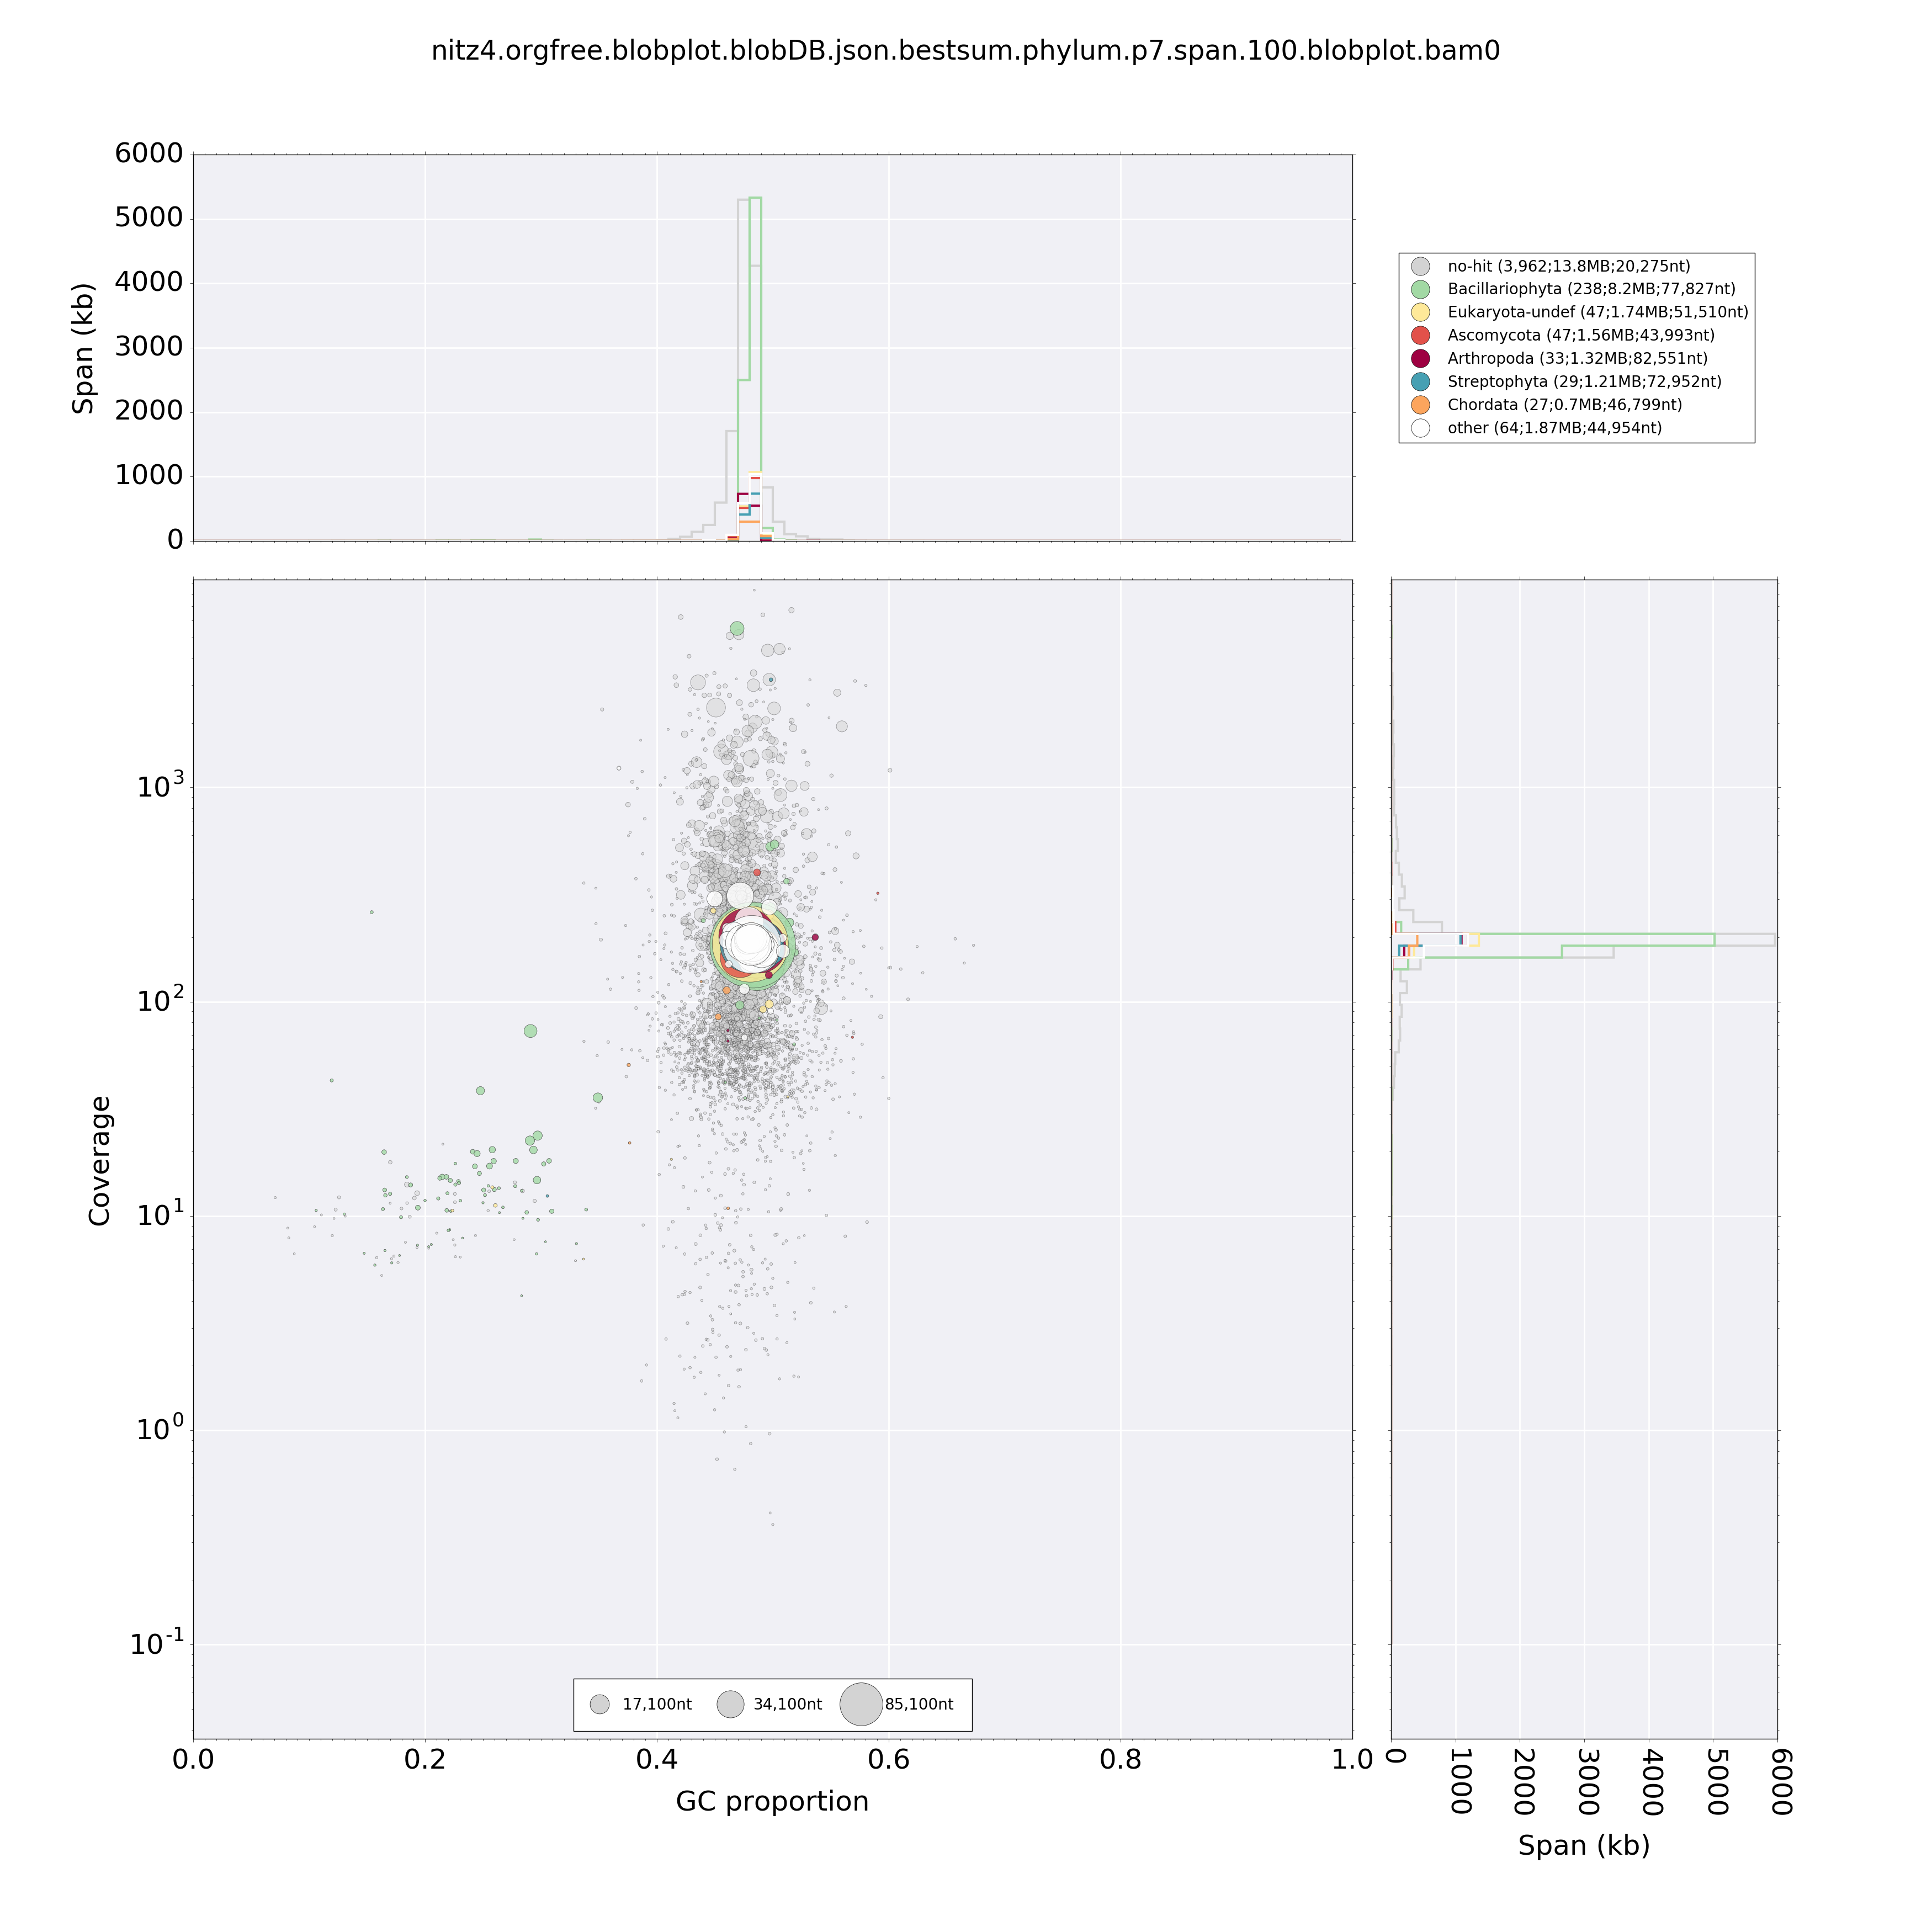 nitz4.orgfree.blobplot.blobDB.json.bestsum.phylum.p7.span.100.blobplot.bam0
6000
5000
4000
3000
2000
1000
0
Span (kb)
no-hit (3,962;13.8MB;20,275nt)
Bacillariophyta (238;8.2MB;77,827nt)
Eukaryota-undef (47;1.74MB;51,510nt)
Ascomycota (47;1.56MB;43,993nt)
Arthropoda (33;1.32MB;82,551nt)
Streptophyta (29;1.21MB;72,952nt)
Chordata (27;0.7MB;46,799nt)
other (64;1.87MB;44,954nt)
10^3
10^2
10^1
10^0
10^-1
Coverage
17,100nt 34,100nt 85,100nt
0.0 0.2 0.4 0.6 0.8 1.0
GC proportion
0 1000 2000 3000 4000 5000 6000
Span (kb)